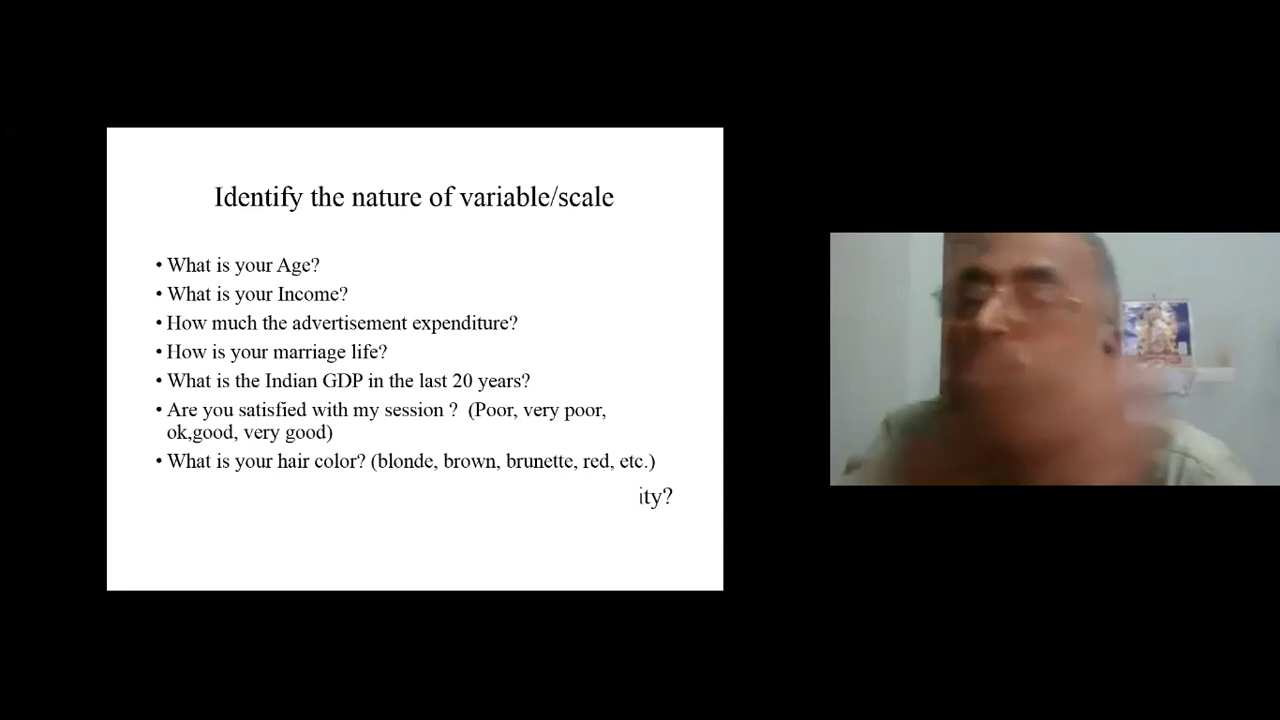 Identify the nature of variable/scale
• What is your Age?
• What is your Income?
• How much the advertisement expenditure?
• How is your marriage life?
• What is the Indian GDP in the last 20 years?
• Are you satisfied with my session ? (Poor, very poor,
ok,good, very good)
• What is your hair color? (blonde, brown, brunette, red, etc.)
ity?